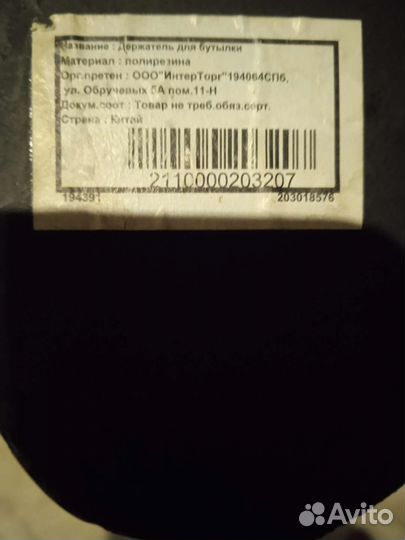 Название : Держатель для бутылки
Материал : полирезина
Орг.претен : ООО"ИнтерТорг"194064СПб,
ул. Обручевых 5А пом.11-Н
Докум.соот : Товар не треб.обяз.серт.
Страна : Китай
2110000203207
194391 203018576
Avito